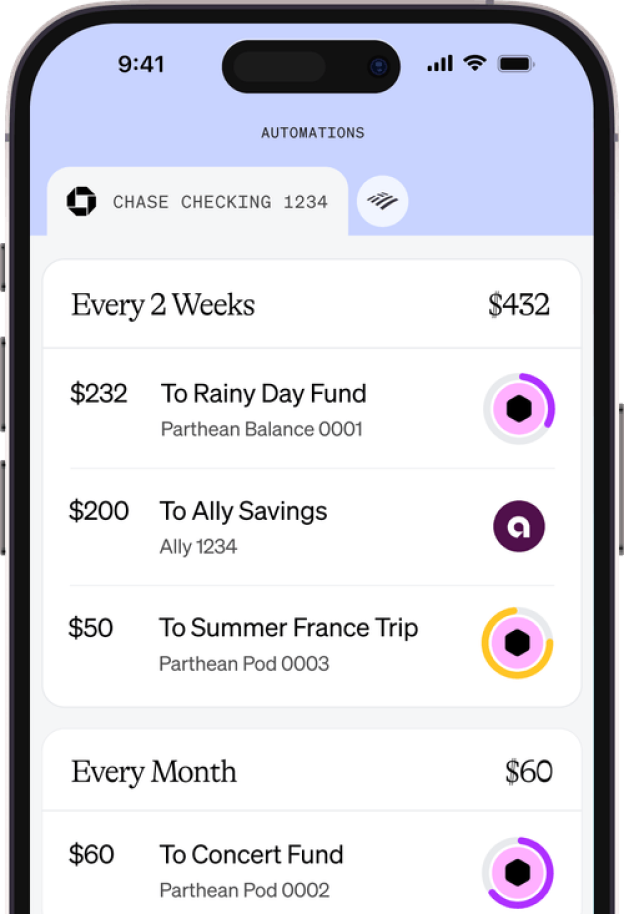 9:41
AUTOMATIONS
CHASE CHECKING 1234
Every 2 Weeks $432
$232 To Rainy Day Fund
Parthean Balance 0001
$200 To Ally Savings
Ally 1234
a
$50 To Summer France Trip
Parthean Pod 0003
Every Month $60
$60 To Concert Fund
Parthean Pod 0002